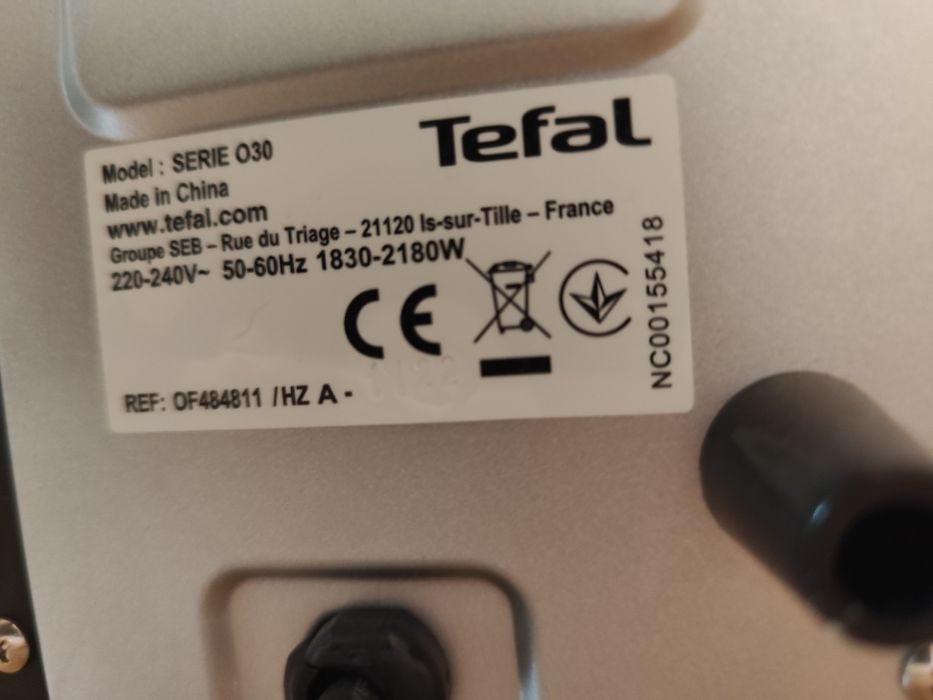 Tefal
Model : SERIE O30
Made in China
www.tefal.com
Groupe SEB – Rue du Triage – 21120 Is-sur-Tille – France
220-240V~ 50-60Hz 1830-2180W
CE
NC00155418
REF: OF484811 /HZ A -